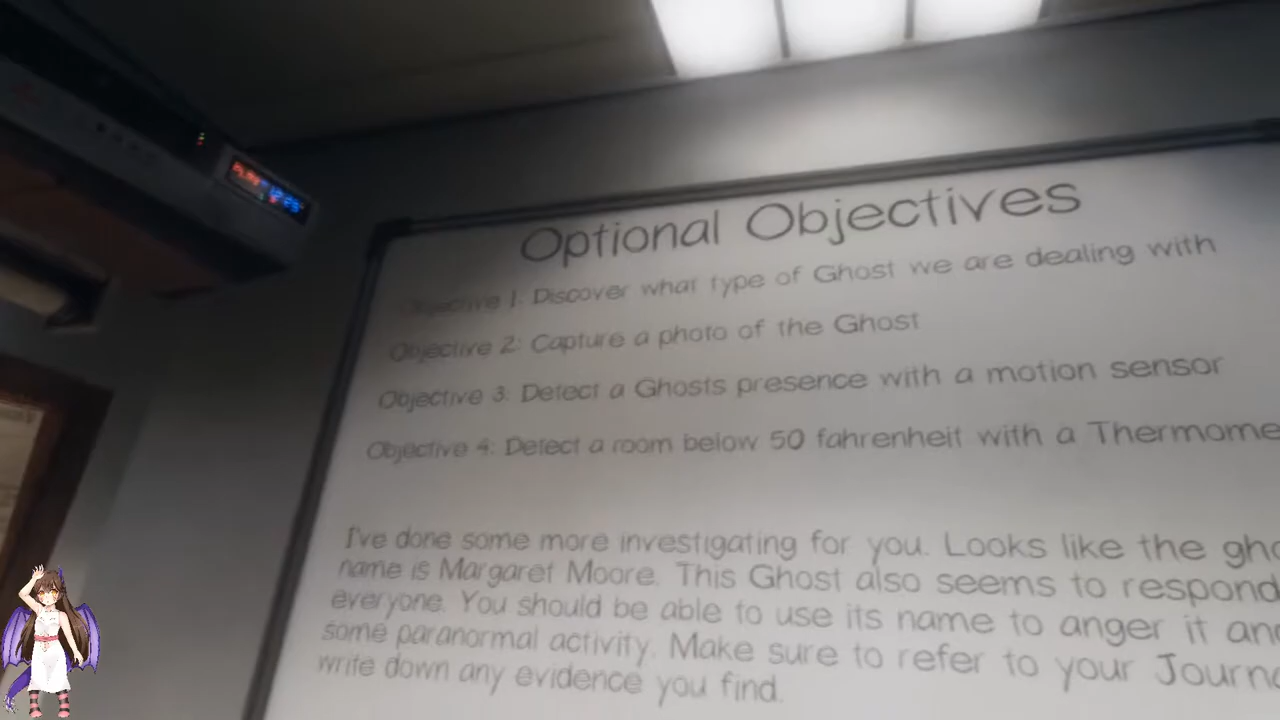 Optional Objectives
Objective 1: Discover what type of Ghost we are dealing with
Objective 2: Capture a photo of the Ghost
Objective 3: Detect a Ghosts presence with a motion sensor
Objective 4: Detect a room below 50 fahrenheit with a Thermome
I've done some more investigating for you. Looks like the gho
name is Margaret Moore. This Ghost also seems to respond
everyone. You should be able to use its name to anger it and
some paranormal activity. Make sure to refer to your Journa
write down any evidence you find.